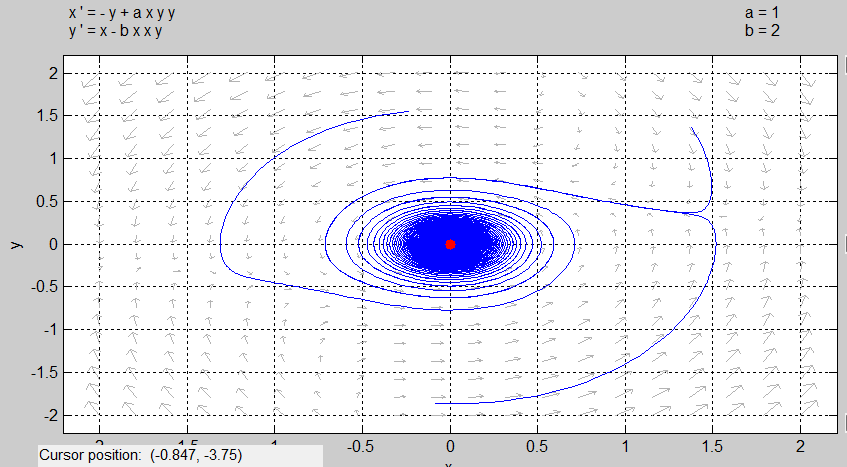 x ' = - y + a x y y
a = 1
y ' = x - b x x y
b = 2
2
1.5
1
0.5
0
-0.5
-1
-1.5
-2
y
-0.5 0 0.5 1 1.5 2
Cursor position: (-0.847, -3.75)